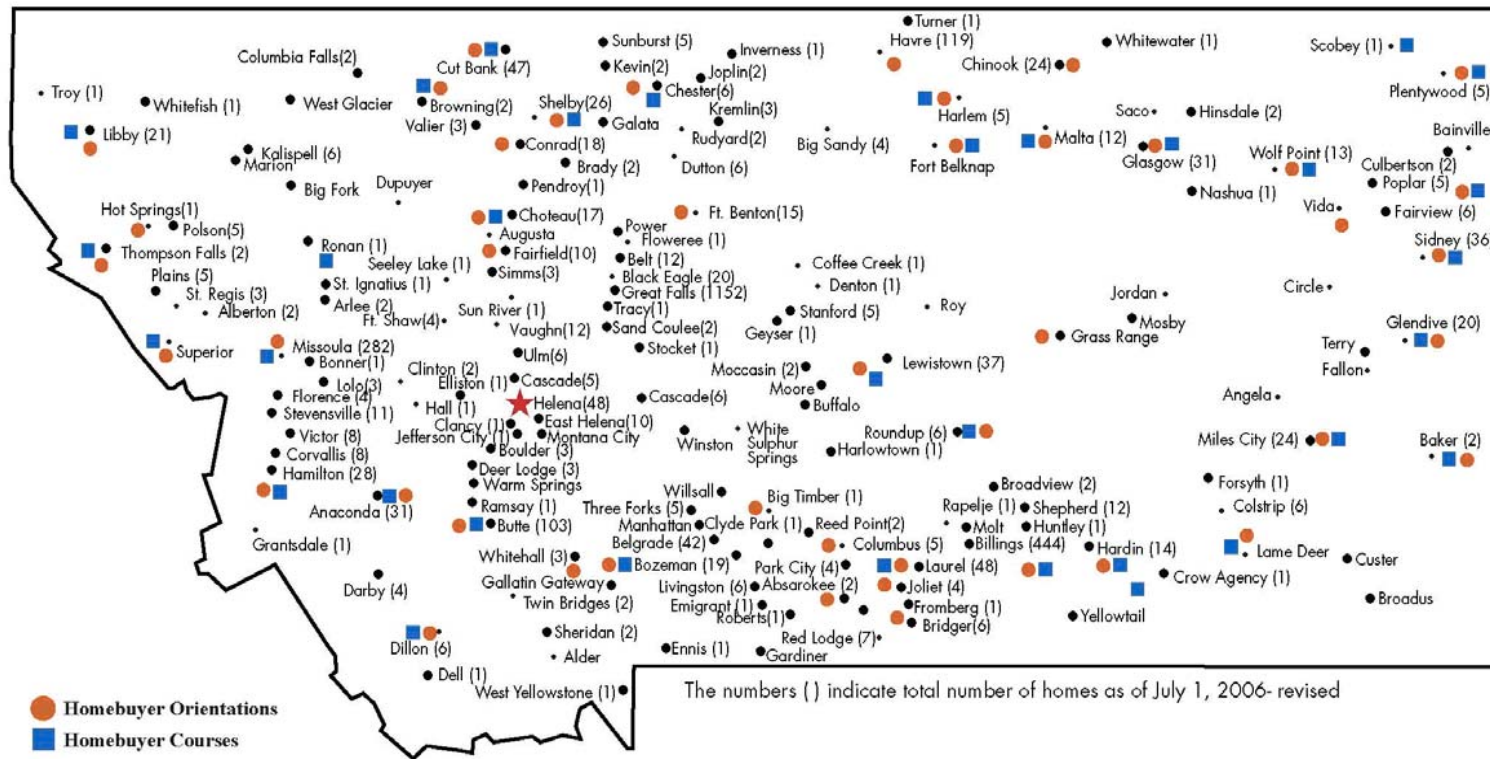 Turner (1)
Havre (119)
Whitewater (1)
Scobey (1)
Sunburst (5)
Inverness (1)
Columbia Falls(2)
Cut Bank (47)
Kevin(2)
Joplin(2)
Chinook (24)
Plentywood (5)
Troy (1)
Whitefish (1)
West Glacier
Browning(2)
Shelby(26)
Chester(6)
Kremlin(3)
Harlem (5)
Saco
Hinsdale (2)
Libby (21)
Valier (3)
Galata
Rudyard(2)
Big Sandy (4)
Malta (12)
Bainville
Kalispell (6)
Marion
Conrad(18)
Brady (2)
Dutton (6)
Fort Belknap
Glasgow (31)
Wolf Point (13)
Culbertson (2)
Poplar (5)
Big Fork
Dupuyer
Pendroy(1)
Nashua (1)
Vida
Fairview (6)
Hot Springs(1)
Polson(5)
Choteau(17)
Ft. Benton(15)
Augusta
Power
Floweree (1)
Sidney (36)
Thompson Falls (2)
Ronan (1)
Fairfield(10)
Belt (12)
Plains (5)
Seeley Lake (1)
Simms(3)
Black Eagle (20)
Coffee Creek (1)
St. Regis (3)
St. Ignatius (1)
Great Falls (1152)
Denton (1)
Jordan
Circle
Alberton (2)
Arlee (2)
Sun River (1)
Tracy(1)
Stanford (5)
Roy
Ft. Shaw(4)
Vaughn(12)
Sand Coulee(2)
Geyser (1)
Mosby
Glendive (20)
Superior
Missoula (282)
Stocket (1)
Grass Range
Terry
Bonner(1)
Ulm(6)
Moccasin (2)
Lewistown (37)
Fallon
Lolo(3)
Clinton (2)
Elliston (1)
Cascade(5)
Moore
Angela
Florence (4)
Hall (1)
Helena(48)
Cascade(6)
Buffalo
Stevensville (11)
Clancy (1)
East Helena(10)
Victor (8)
Jefferson City(1)
Montana City
Winston
White
Sulphur
Springs
Roundup (6)
Miles City (24)
Baker (2)
Corvallis (8)
Boulder (3)
Harlowtown (1)
Hamilton (28)
Deer Lodge (3)
Warm Springs
Willsall
Broadview (2)
Forsyth (1)
Anaconda (31)
Ramsay (1)
Three Forks (5)
Big Timber (1)
Rapelje (1)
Shepherd (12)
Colstrip (6)
Butte (103)
Manhattan
Clyde Park (1)
Reed Point(2)
Molt
Huntley (1)
Grantsdale (1)
Belgrade (42)
Columbus (5)
Billings (444)
Hardin (14)
Lame Deer
Whitehall (3)
Bozeman (19)
Park City (4)
Laurel (48)
Custer
Darby (4)
Gallatin Gateway
Livingston (6)
Absarokee (2)
Joliet (4)
Crow Agency (1)
Twin Bridges (2)
Emigrant (1)
Roberts(1)
Fromberg (1)
Yellowtail
Broadus
Dillon (6)
Sheridan (2)
Red Lodge (7)
Bridger(6)
Alder
Ennis (1)
Gardiner
Dell (1)
West Yellowstone (1)
The numbers ( ) indicate total number of homes as of July 1, 2006- revised
Homebuyer Orientations
Homebuyer Courses